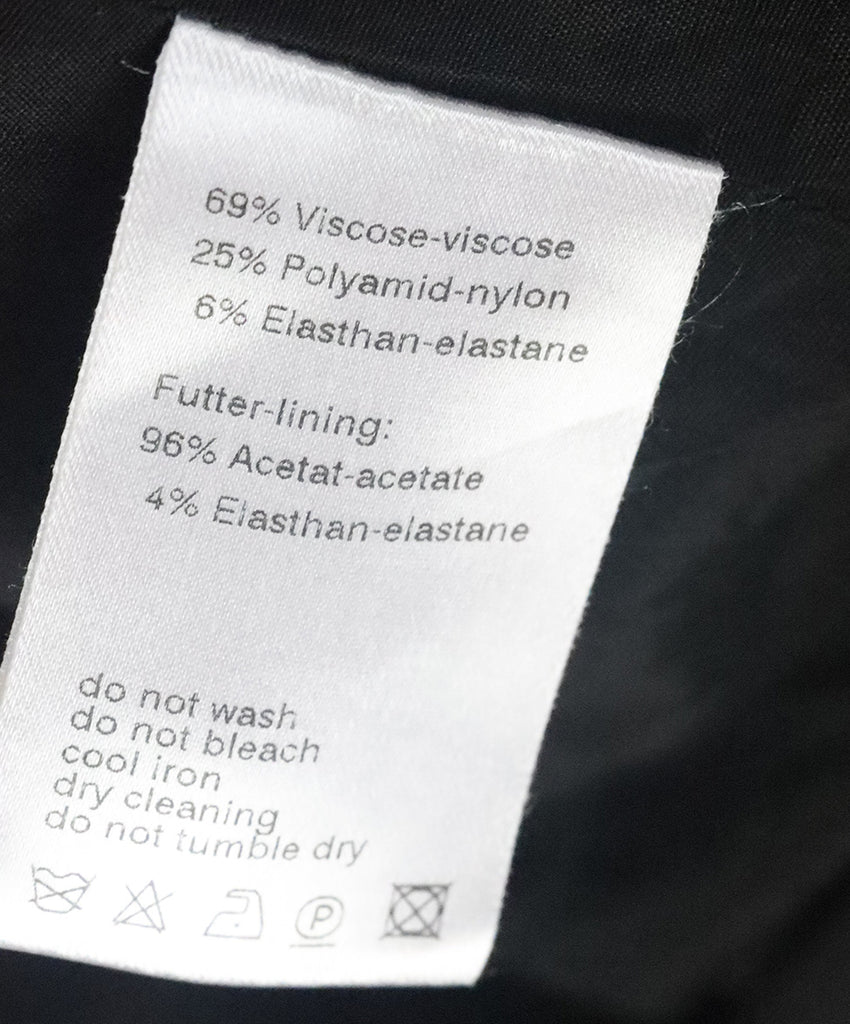 69% Viscose-viscose
25% Polyamid-nylon
6% Elasthan-elastane
Futter-lining:
96% Acetat-acetate
4% Elasthan-elastane
do not wash
do not bleach
cool iron
dry cleaning
do not tumble dry
P